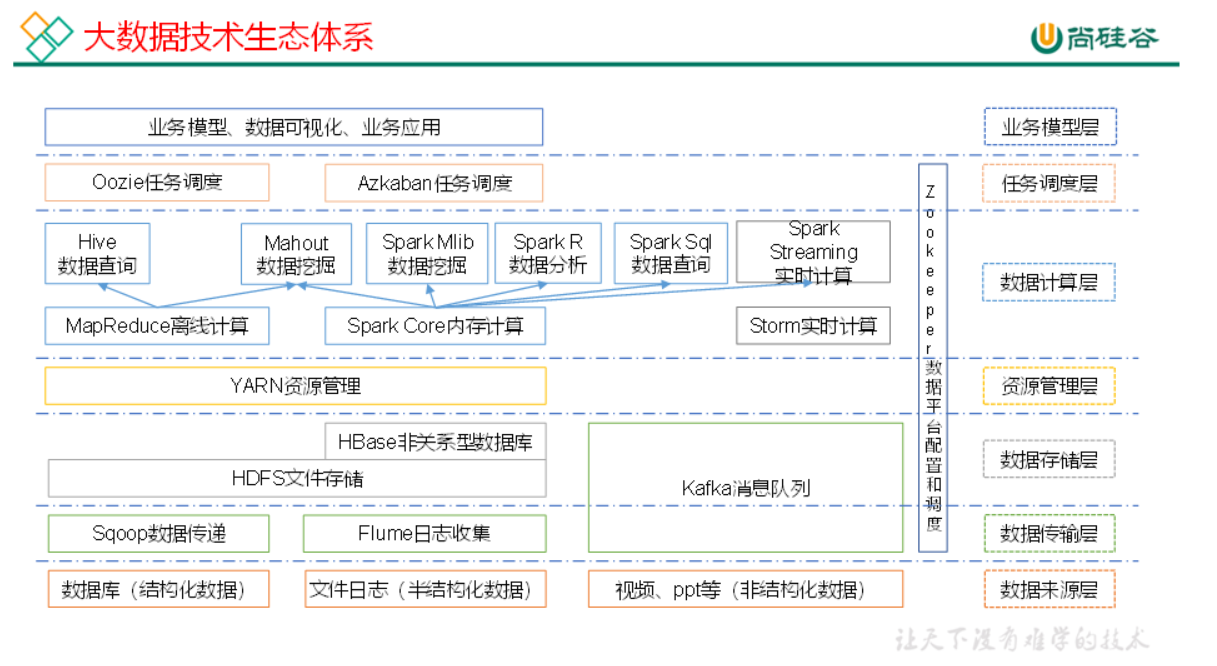 大数据技术生态体系
尚硅谷
业务模型、数据可视化、业务应用
业务模型层
Oozie任务调度
Azkaban任务调度
任务调度层
Hive
数据查询
Mahout
数据挖掘
Spark Mlib
数据挖掘
Spark R
数据分析
Spark Sql
数据查询
Spark
Streaming
实时计算
数据计算层
MapReduce离线计算
Spark Core内存计算
Storm实时计算
Zookeeper数据平台配置和调度
YARN资源管理
资源管理层
HBase非关系型数据库
HDFS文件存储
Kafka消息队列
数据存储层
Sqoop数据传递
Flume日志收集
数据传输层
数据库（结构化数据）
文件日志（半结构化数据）
视频、ppt等（非结构化数据）
数据来源层
让天下没有难学的技术